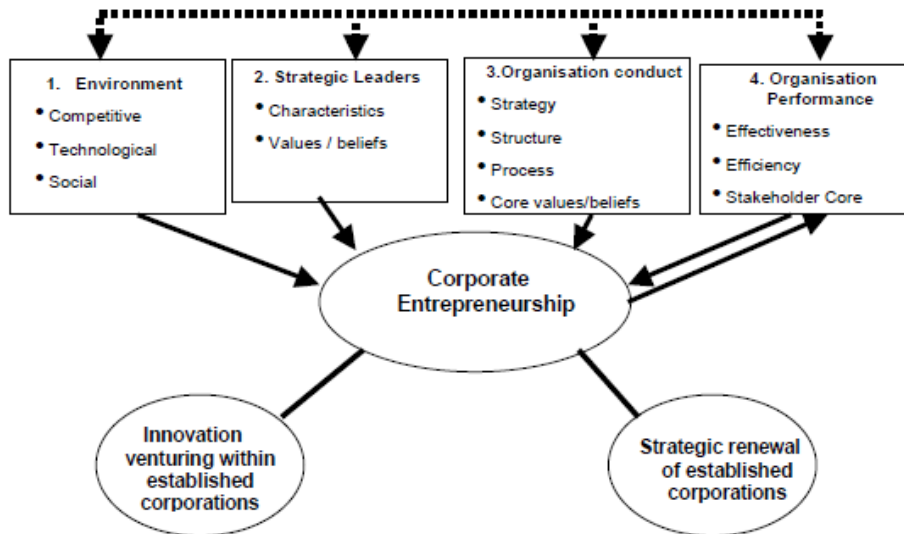 1. Environment
• Competitive
• Technological
• Social
2. Strategic Leaders
• Characteristics
• Values / beliefs
3.Organisation conduct
• Strategy
• Structure
• Process
• Core values/beliefs
4. Organisation
Performance
• Effectiveness
• Efficiency
• Stakeholder Core
Corporate
Entrepreneurship
Innovation
venturing within
established
corporations
Strategic renewal
of established
corporations